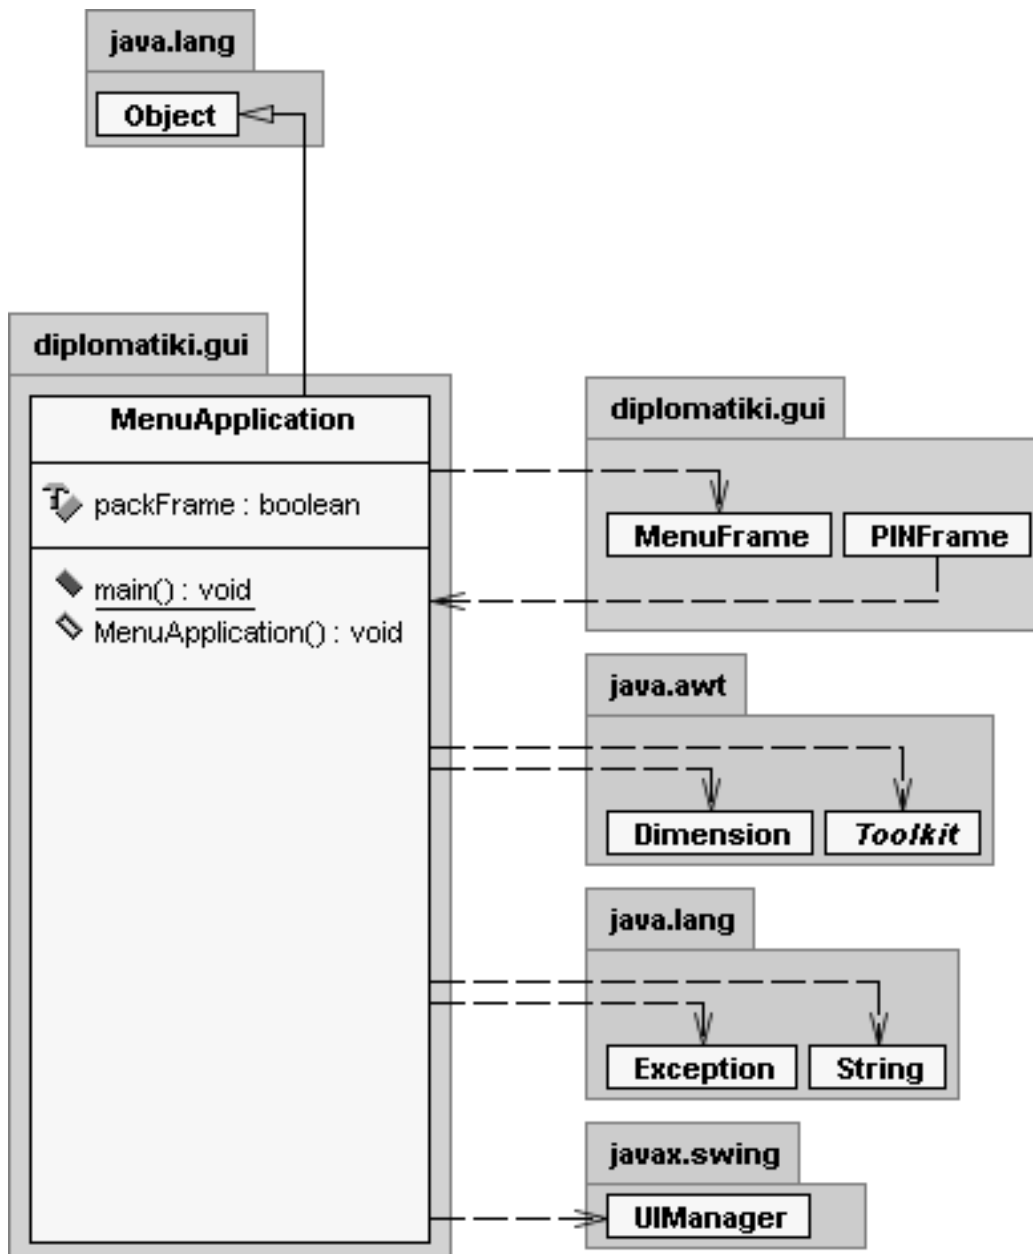 java.lang
Object
diplomatiki.gui
MenuApplication
packFrame : boolean
main() : void
MenuApplication() : void
diplomatiki.gui
MenuFrame PINFrame
java.awt
Dimension Toolkit
java.lang
Exception String
javax.swing
UIManager